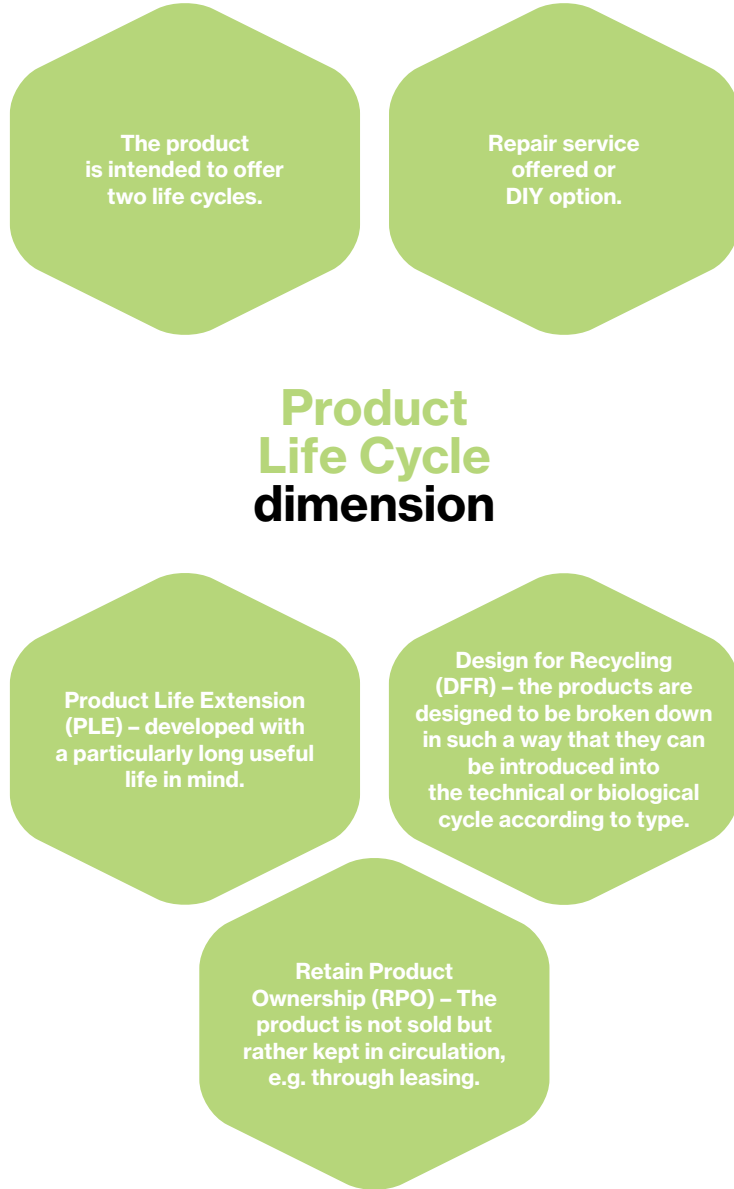 The product
is intended to offer
two life cycles.
Repair service
offered or
DIY option.
Product
Life Cycle
dimension
Product Life Extension
(PLE) – developed with
a particularly long useful
life in mind.
Design for Recycling
(DFR) – the products are
designed to be broken down
in such a way that they can
be introduced into
the technical or biological
cycle according to type.
Retain Product
Ownership (RPO) – The
product is not sold but
rather kept in circulation,
e.g. through leasing.